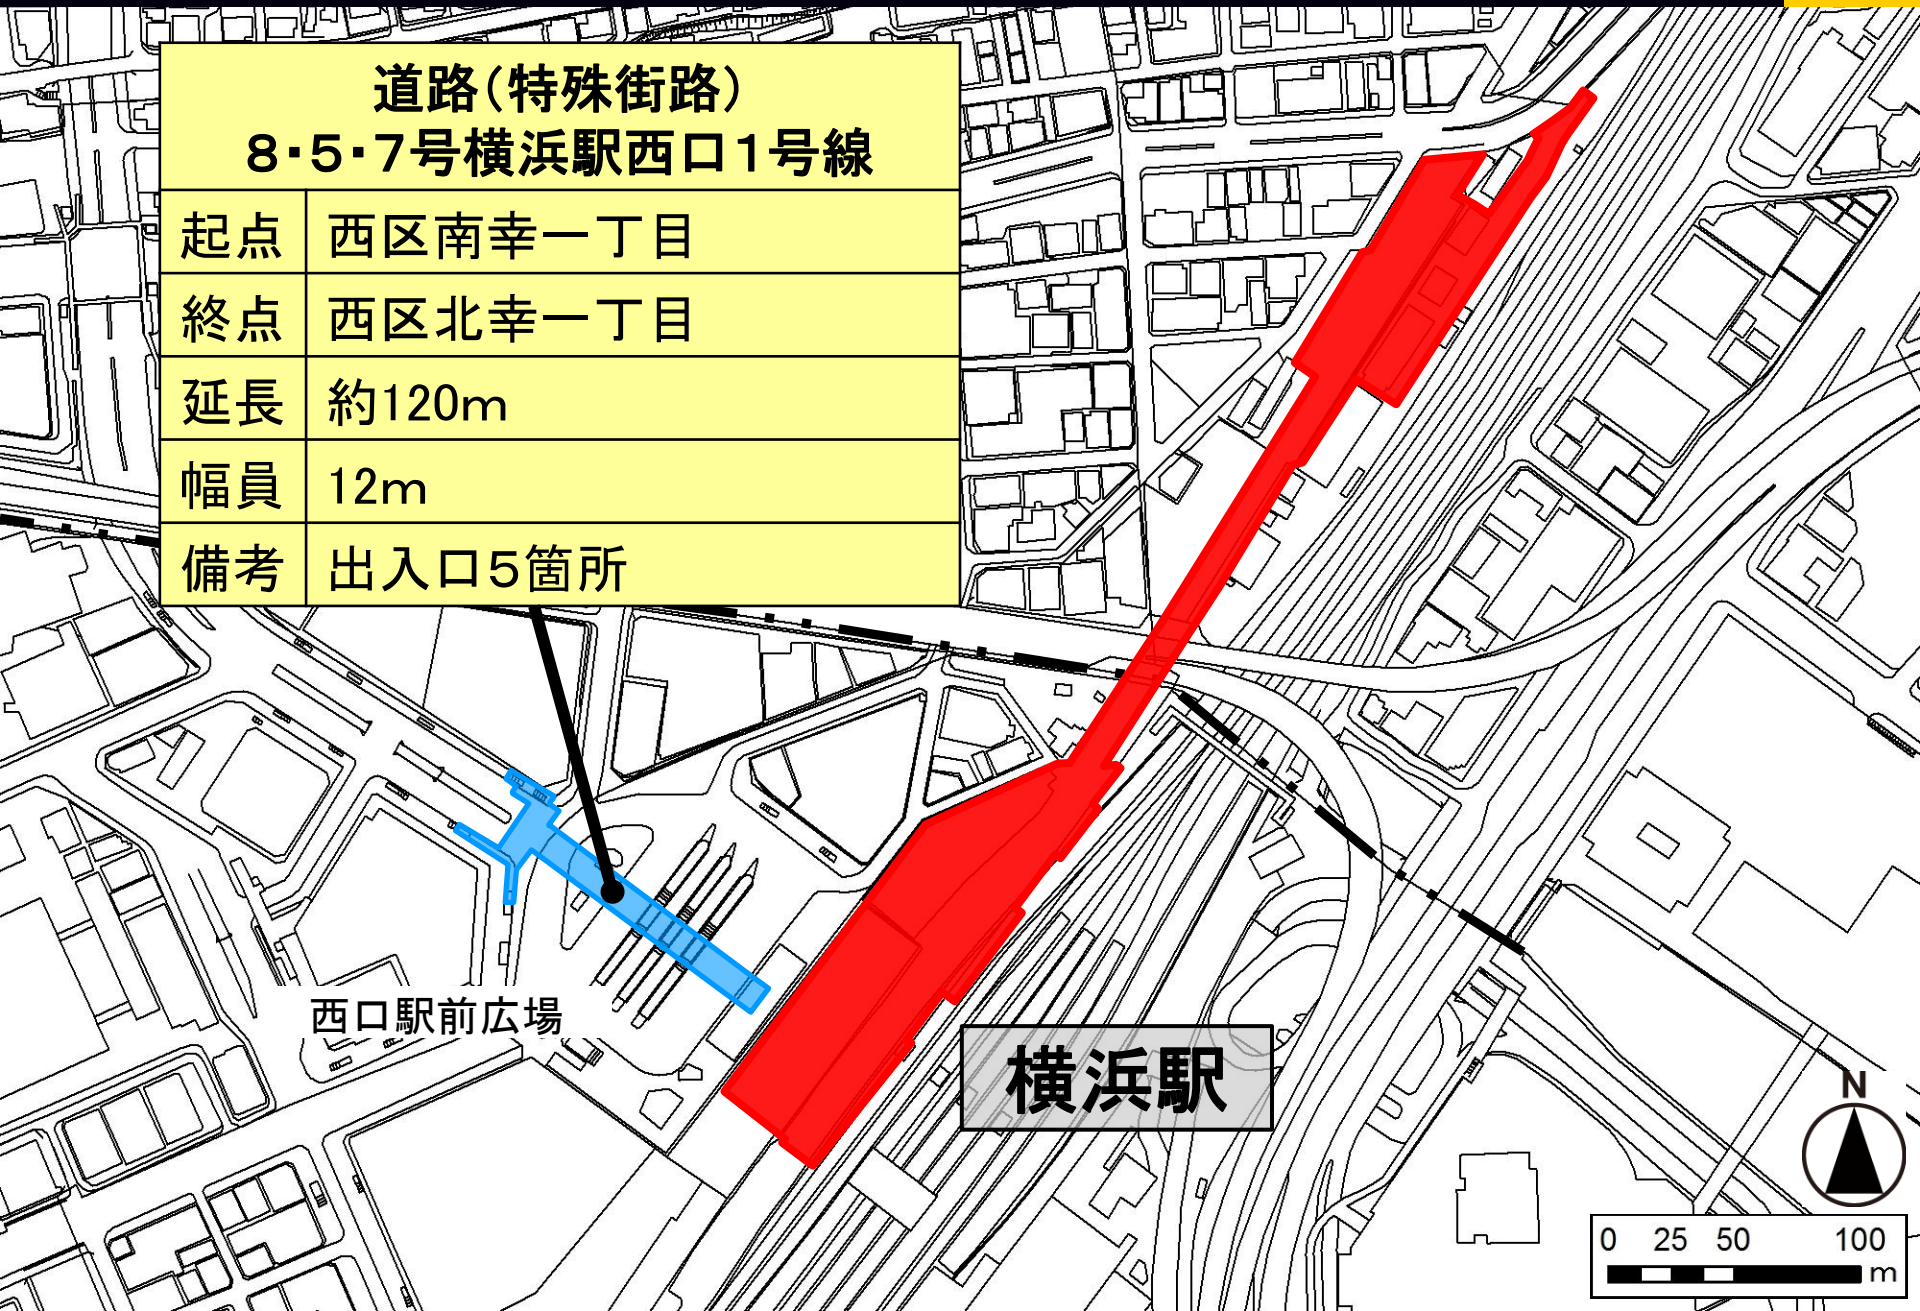 道路(特殊街路)
8・5・7号横浜駅西口1号線
起点 西区南幸一丁目
終点 西区北幸一丁目
延長 約120m
幅員 12m
備考 出入口5箇所
西口駅前広場
横浜駅
N
0 25 50 100
m